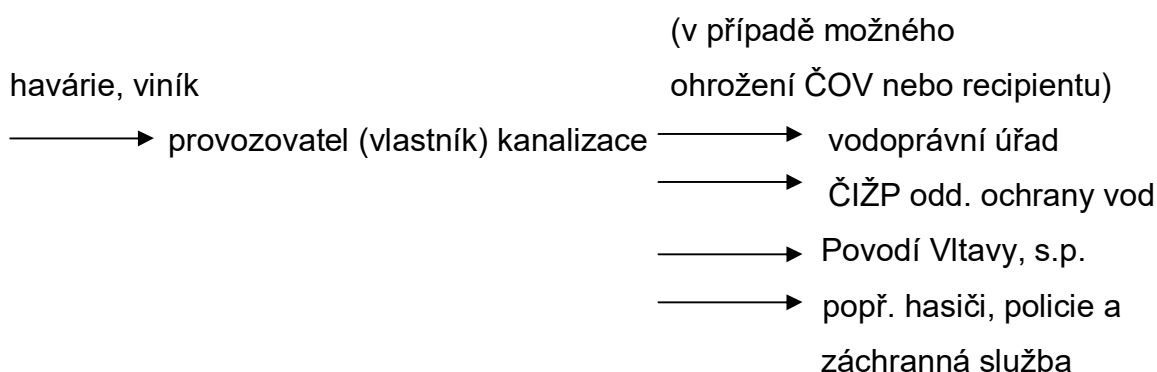 (v případě možného
havárie, viník
ohrožení ČOV nebo recipientu)
provozovatel (vlastník) kanalizace
vodoprávní úřad
ČIŽP odd. ochrany vod
Povodí Vltavy, s.p.
popř. hasiči, policie a
záchranná služba